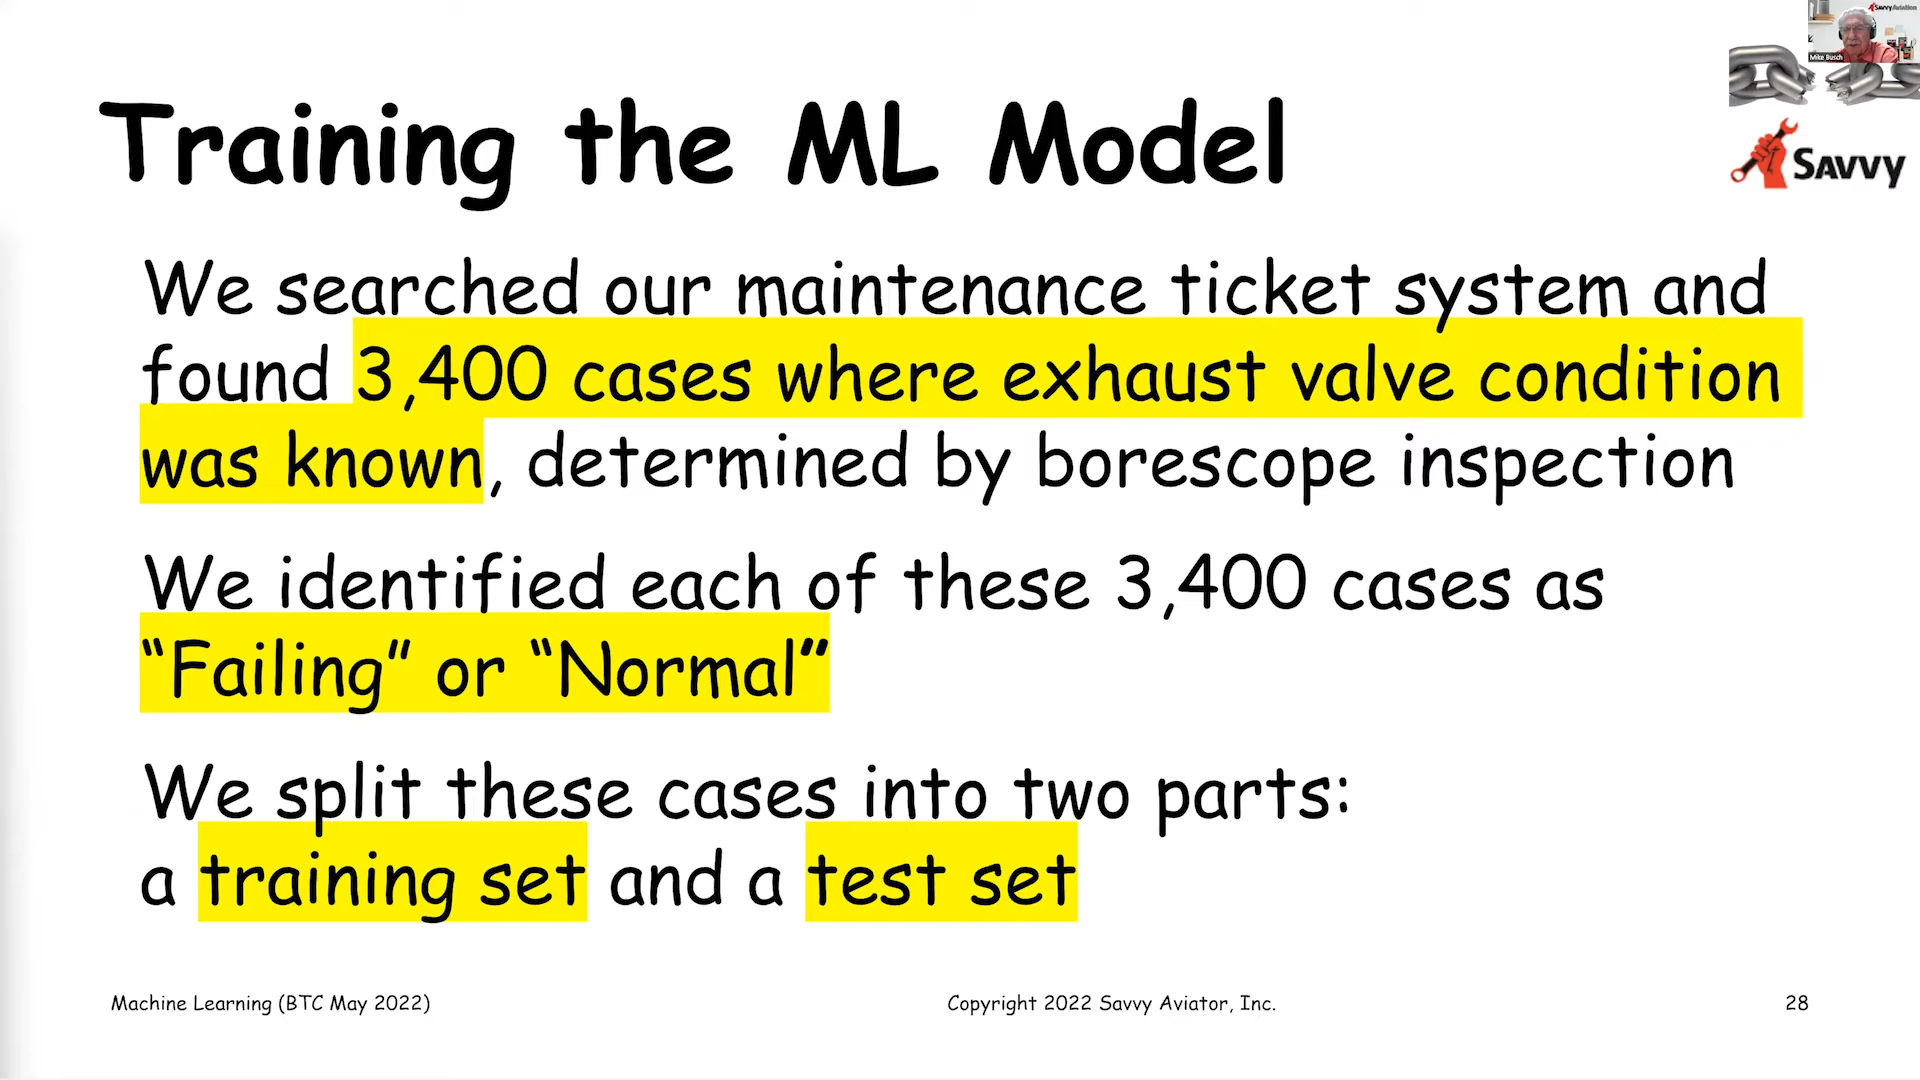 SavvyAviation
Mike Busch
Training the ML Model
SAVVY
We searched our maintenance ticket system and
found 3,400 cases where exhaust valve condition
was known, determined by borescope inspection
We identified each of these 3,400 cases as
“Failing” or “Normal”
We split these cases into two parts:
a training set and a test set
Machine Learning (BTC May 2022)
Copyright 2022 Savvy Aviator, Inc.
28